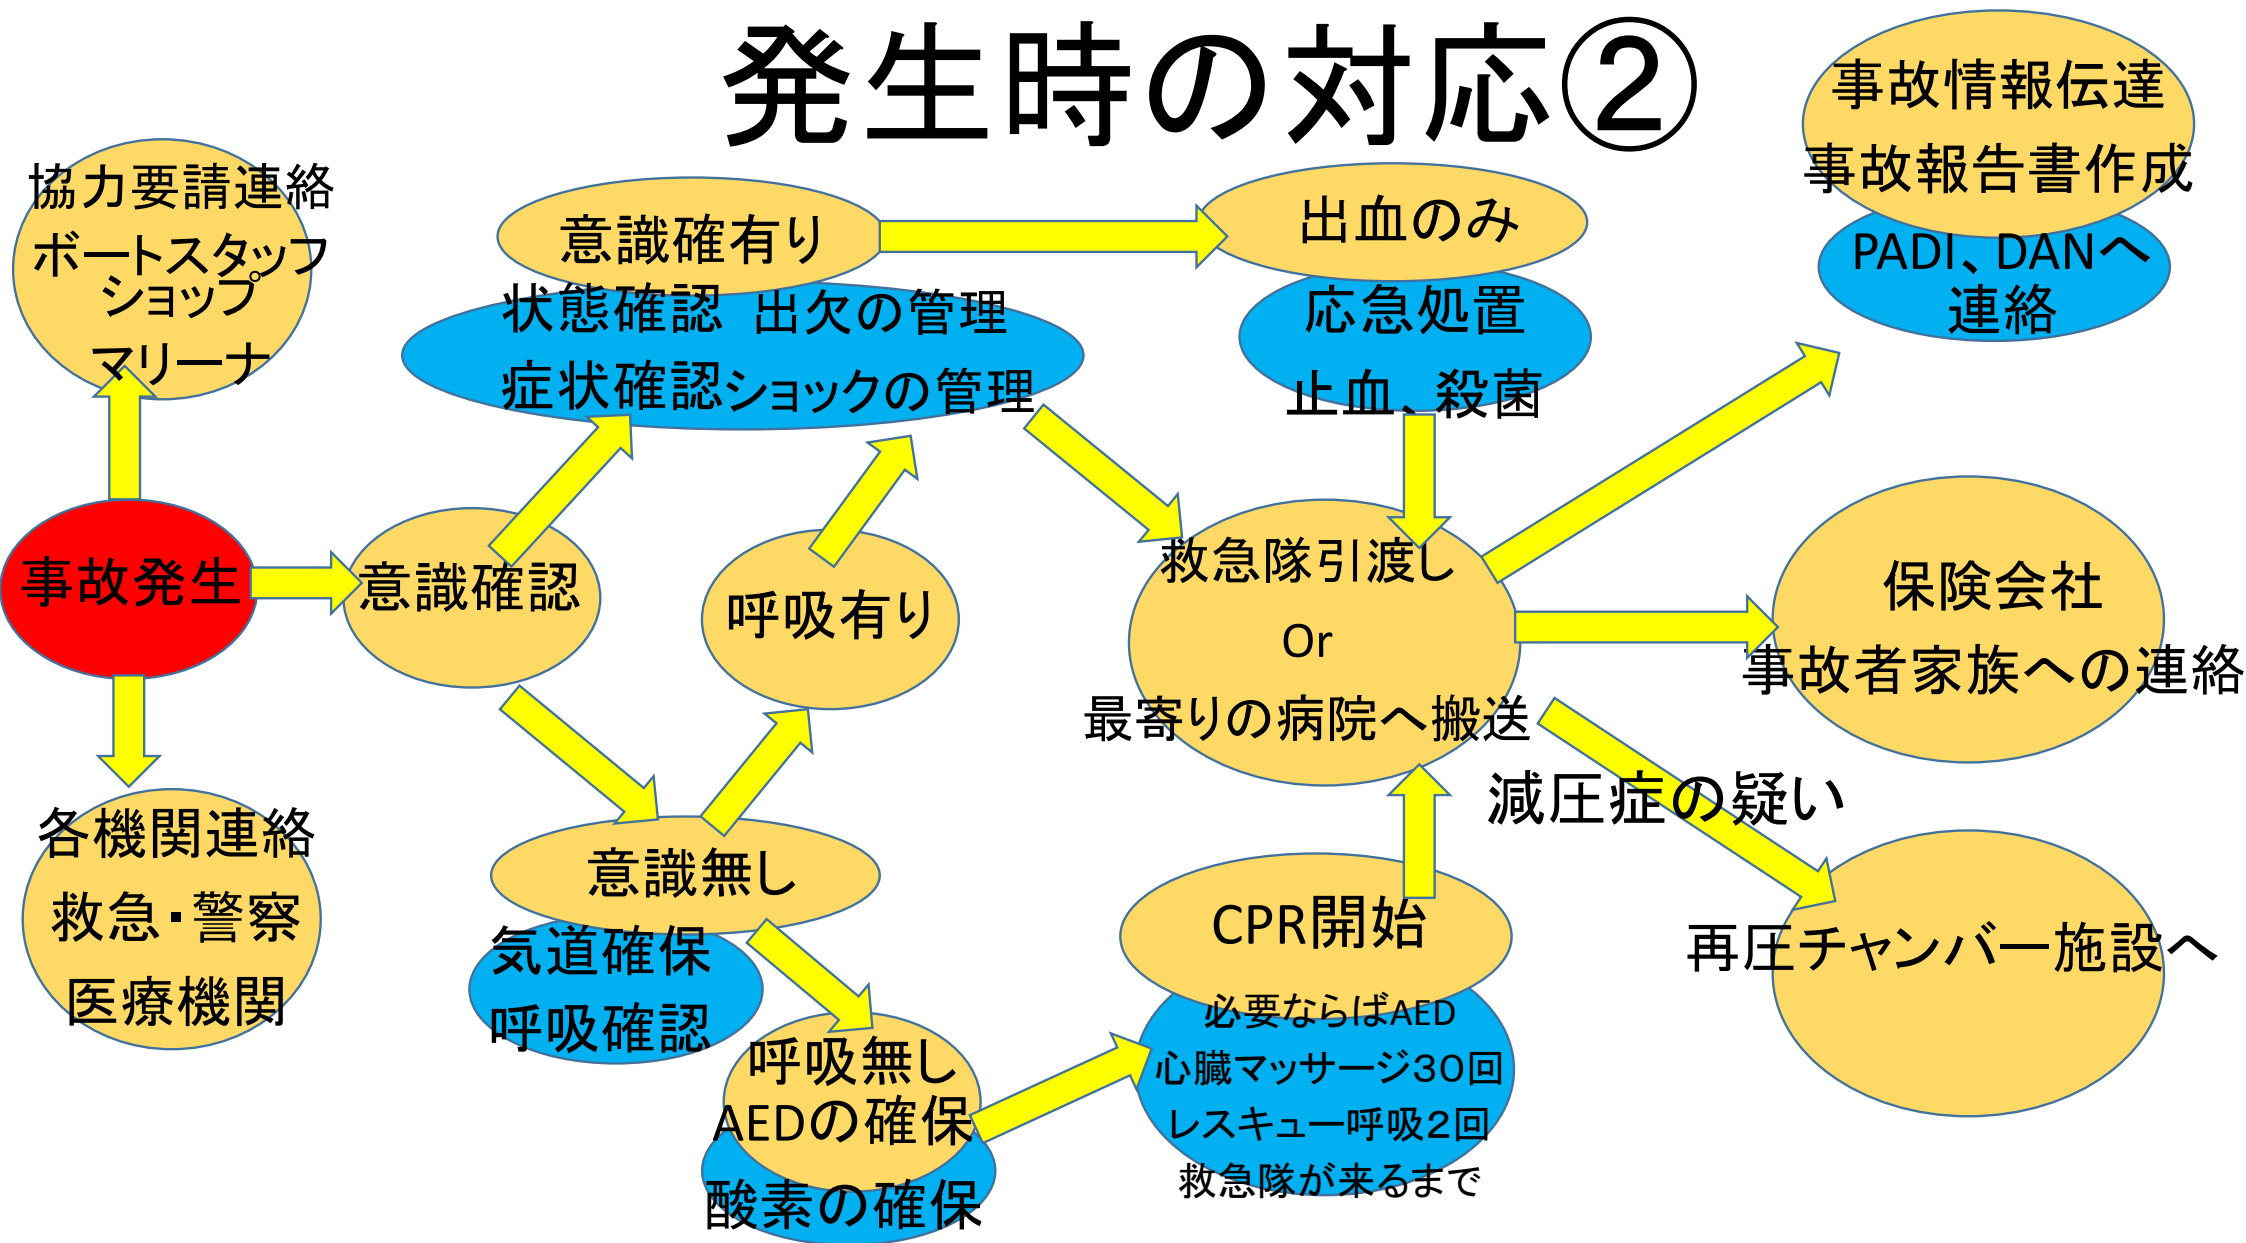 発生時の対応②
協力要請連絡
ボートスタッフ
ショップ
マリーナ
事故発生
各機関連絡
救急・警察
医療機関
意識確認
意識確有り
状態確認 出欠の管理
症状確認 ショックの管理
出血のみ
応急処置
止血、殺菌
呼吸有り
意識無し
気道確保
呼吸確認
呼吸無し
AEDの確保
酸素の確保
CPR開始
必要ならばAED
心臓マッサージ３０回
レスキュー呼吸２回
救急隊が来るまで
救急隊引渡し
Or
最寄りの病院へ搬送
事故情報伝達
事故報告書作成
PADI、DANへ
連絡
保険会社
事故者家族への連絡
減圧症の疑い
再圧チャンバー施設へ